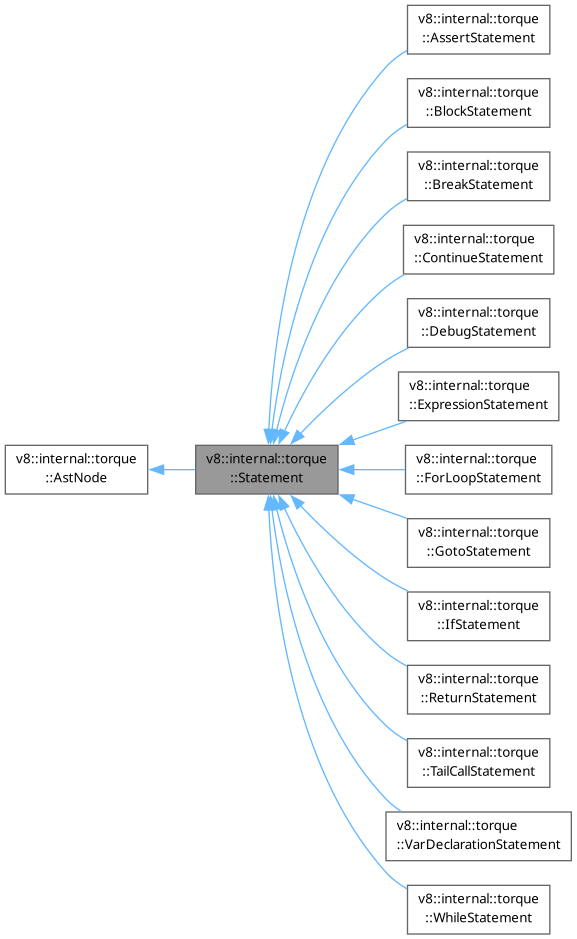 v8::internal::torque
::AssertStatement
v8::internal::torque
::BlockStatement
v8::internal::torque
::BreakStatement
v8::internal::torque
::ContinueStatement
v8::internal::torque
::DebugStatement
v8::internal::torque
::ExpressionStatement
v8::internal::torque
::AstNode
v8::internal::torque
::Statement
v8::internal::torque
::ForLoopStatement
v8::internal::torque
::GotoStatement
v8::internal::torque
::IfStatement
v8::internal::torque
::ReturnStatement
v8::internal::torque
::TailCallStatement
v8::internal::torque
::VarDeclarationStatement
v8::internal::torque
::WhileStatement